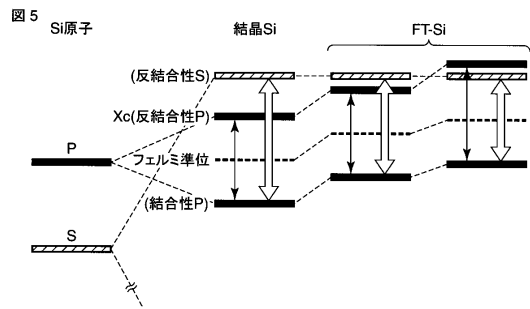 図 5
Si原子
結晶Si
FT-Si
(反結合性S)
Xc(反結合性P)
P
フェルミ準位
(結合性P)
S